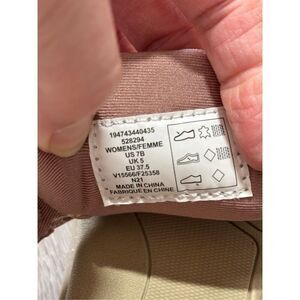 194743440435
528294
WOMENS/FEMME
US 7B
UK 5
EU 37.5
V15566/F25358
N21
MADE IN CHINA
FABRIQUE EN CHINE